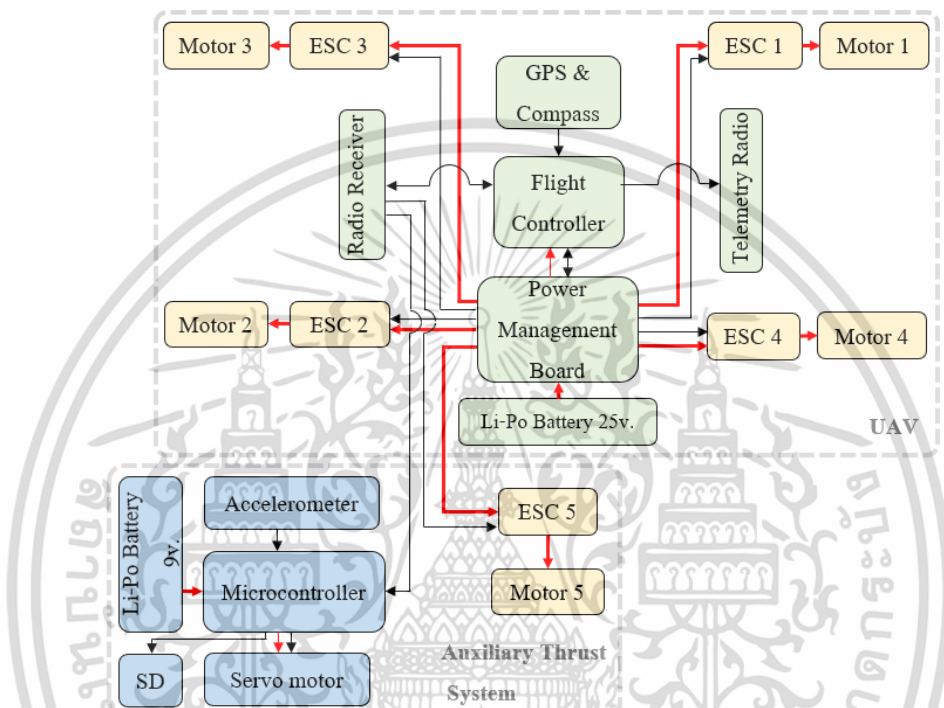 Motor 3
ESC 3
ESC 1
Motor 1
GPS &
Compass
Radio Receiver
Flight
Controller
Telemetry Radio
Motor 2
ESC 2
Power
Management
Board
ESC 4
Motor 4
Li-Po Battery 25v.
UAV
Li-Po Battery
9v.
Accelerometer
ESC 5
Microcontroller
Motor 5
SD
Servo motor
Auxiliary Thrust
System